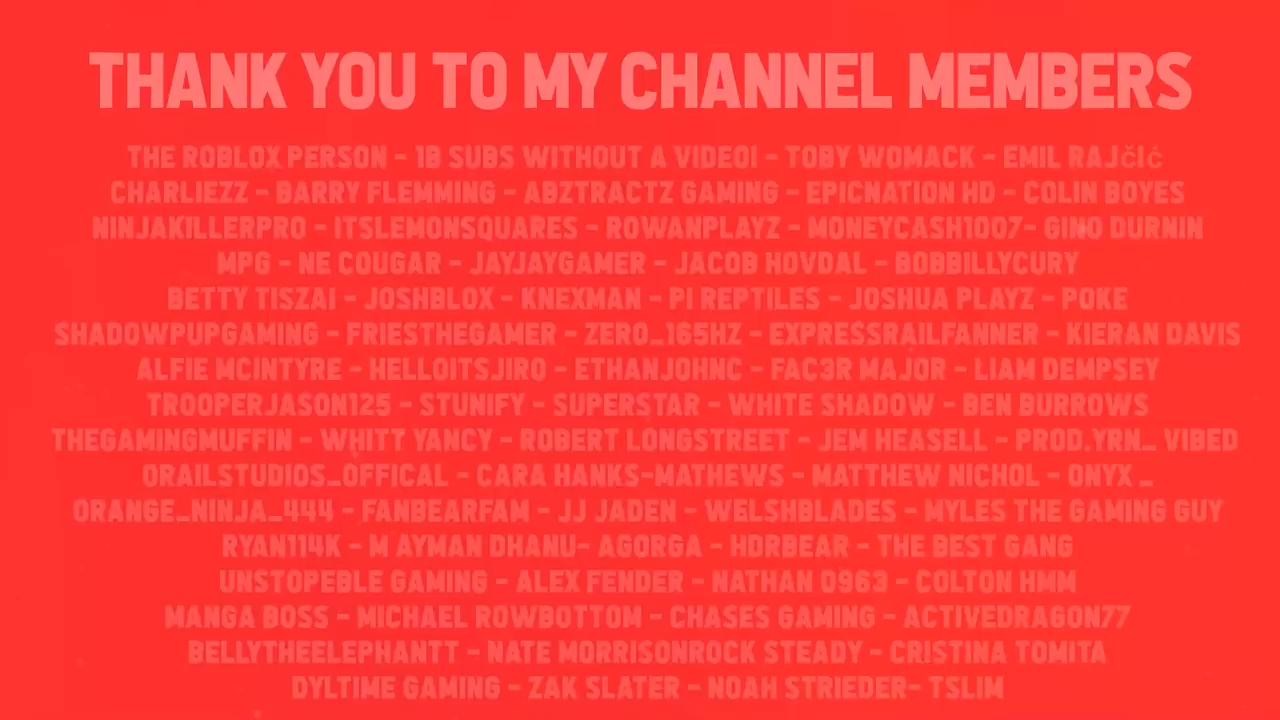 THANK YOU TO MY CHANNEL MEMBERS
THE ROBLOX PERSON - 1B SUBS WITHOUT A VIDEO! - TOBY WOMACK - EMIL RAJčIć
CHARLIEZZ - BARRY FLEMMING - ABZTRACTZ GAMING - EPICNATION HD - COLIN BOYES
NINJAKILLERPRO - ITSLEMONSQUARES - ROWANPLAYZ - MONEYCASH1007- GINO DURNIN
MPG - NE COUGAR - JAYJAYGAMER - JACOB HOVDAL - BOBBILLYCURY
BETTY TISZAI - JOSHBLOX - KNEXMAN - PI REPTILES - JOSHUA PLAYZ - POKE
SHADOWPUPGAMING - FRIESTHEGAMER - ZERO_165HZ - EXPRESSRAILFANNER - KIERAN DAVIS
ALFIE MCINTYRE - HELLOITSJIRO - ETHANJOHNC - FAC3R MAJOR - LIAM DEMPSEY
TROOPERJASON125 - STUNIFY - SUPERSTAR - WHITE SHADOW - BEN BURROWS
THEGAMINGMUFFIN - WHITT YANCY - ROBERT LONGSTREET - JEM HEASELL - PROD.YRN_ VIBED
ORAILSTUDIOS_OFFICAL - CARA HANKS-MATHEWS - MATTHEW NICHOL - ONYX _
ORANGE_NINJA_444 - FANBEARFAM - JJ JADEN - WELSHBLADES - MYLES THE GAMING GUY
RYAN114K - M AYMAN DHANU- AGORGA - HDRBEAR - THE BEST GANG
UNSTOPEBLE GAMING - ALEX FENDER - NATHAN 0963 - COLTON HMM
MANGA BOSS - MICHAEL ROWBOTTOM - CHASES GAMING - ACTIVEDRAGON77
BELLYTHEELEPHANTT - NATE MORRISONROCK STEADY - CRISTINA TOMITA
DYLTIME GAMING - ZAK SLATER - NOAH STRIEDER- TSLIM